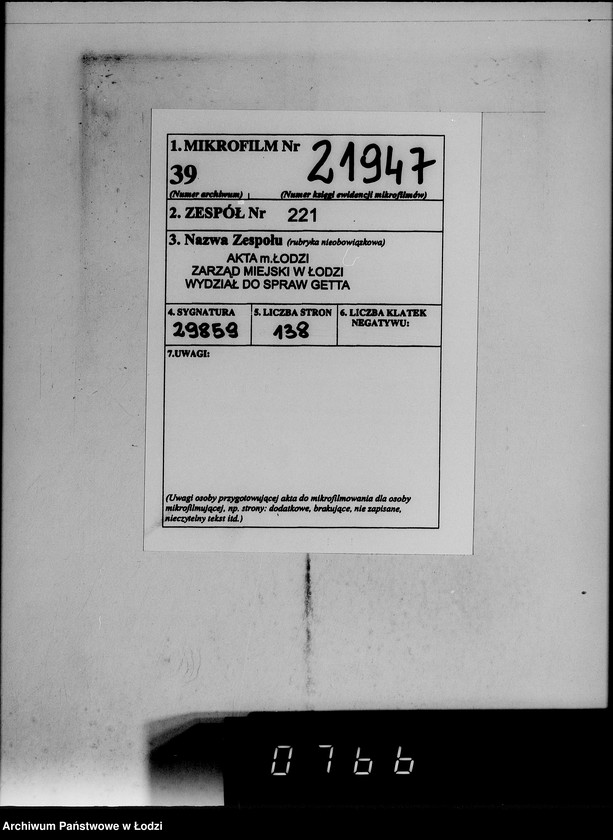 1. MIKROFILM Nr 21947
39
(Numer archiwum) (Numer księgi ewidencji mikrofilmów)
2. ZESPÓŁ Nr 221
3. Nazwa Zespołu (rubryka nieobowiązkowa)
AKTA m.ŁODZI
ZARZĄD MIEJSKI W ŁODZI
WYDZIAŁ DO SPRAW GETTA
4. SYGNATURA 5. LICZBA STRON 6. LICZBA KLATEK
NEGATYWU:
29859 138
7.UWAGI:
(Uwagi osoby przygotowującej akta do mikrofilmowania dla osoby
mikrofilmującej, np. strony: dodatkowe, brakujące, nie zapisane,
nieczytelny tekst itd.)
0766
Archiwum Państwowe w Łodzi